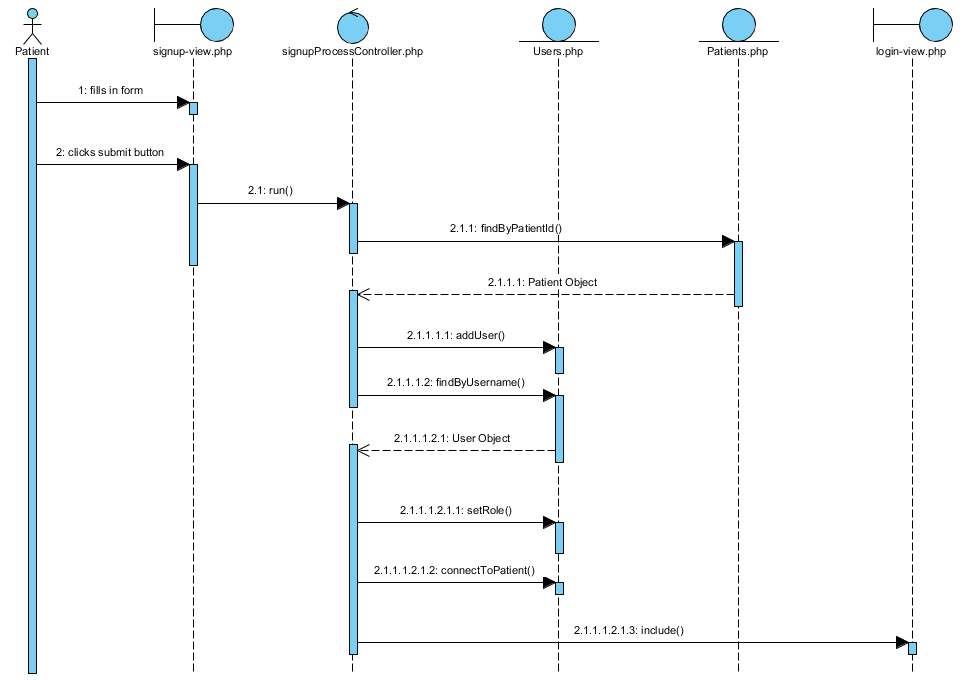 Patient
signup-view.php
signupProcessController.php
Users.php
Patients.php
login-view.php
1: fills in form
2: clicks submit button
2.1: run()
2.1.1: findByPatientId()
2.1.1.1: Patient Object
2.1.1.1.1: addUser()
2.1.1.1.2: findByUsername()
2.1.1.1.2.1: User Object
2.1.1.1.2.1.1: setRole()
2.1.1.1.2.1.2: connectToPatient()
2.1.1.1.2.1.3: include()